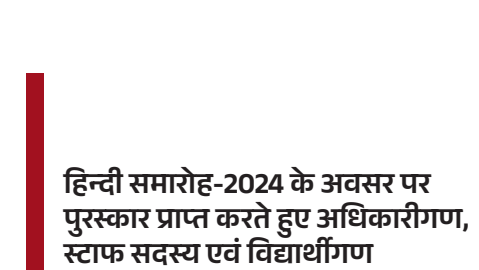 हिन्दी समारोह-2024 के अवसर पर
पुरस्कार प्राप्त करते हुए अधिकारीगण,
स्टाफ सदस्य एवं विद्यार्थीगण